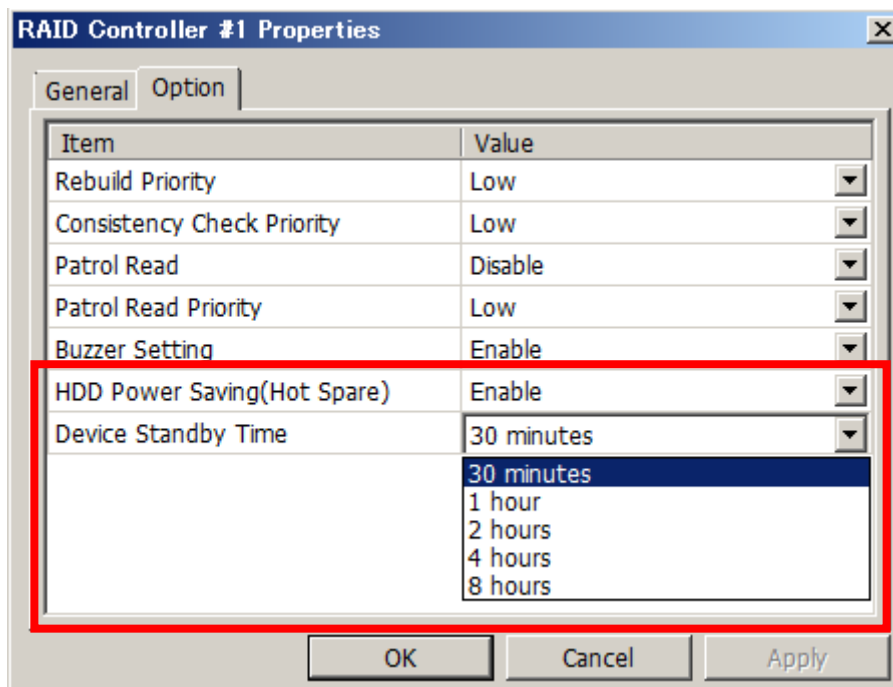 RAID Controller #1 Properties
General Option
Item Value
Rebuild Priority Low
Consistency Check Priority Low
Patrol Read Disable
Patrol Read Priority Low
Buzzer Setting Enable
HDD Power Saving(Hot Spare) Enable
Device Standby Time 30 minutes
30 minutes
1 hour
2 hours
4 hours
8 hours
OK Cancel Apply